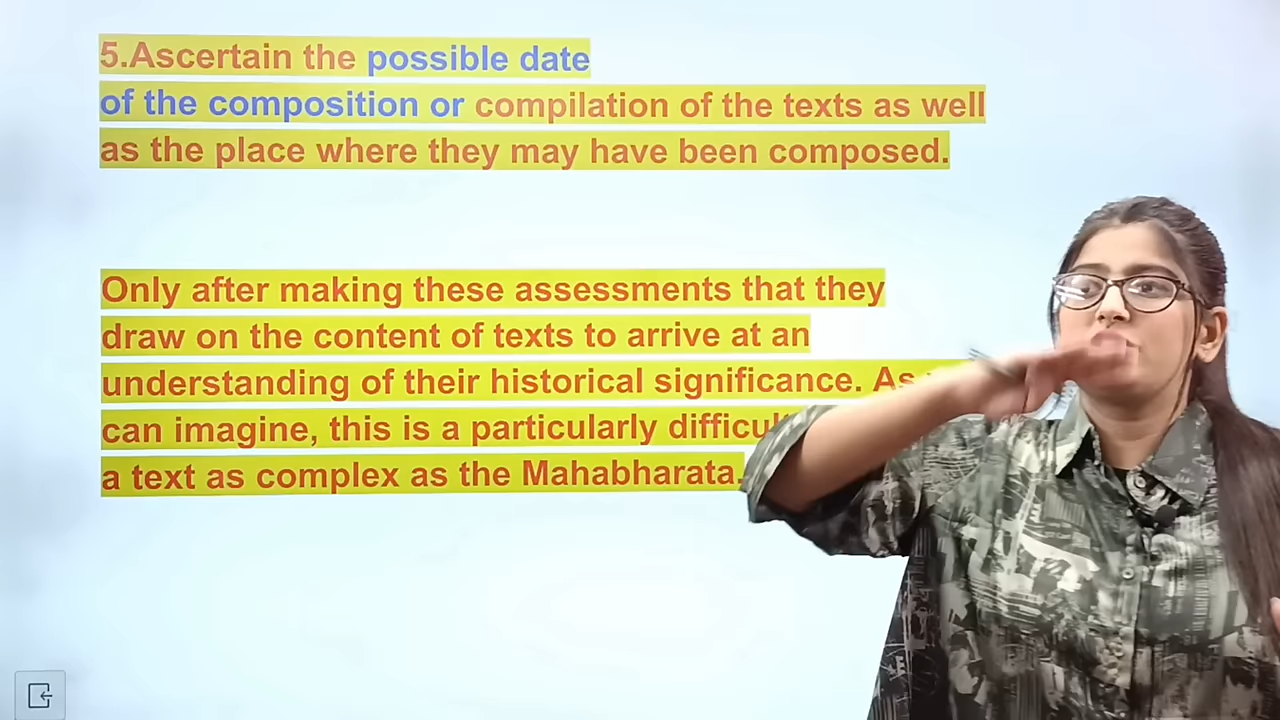 5.Ascertain the possible date
of the composition or compilation of the texts as well
as the place where they may have been composed.
Only after making these assessments that they
draw on the content of texts to arrive at an
understanding of their historical significance. As
can imagine, this is a particularly
a text as complex as the Mahabharata.